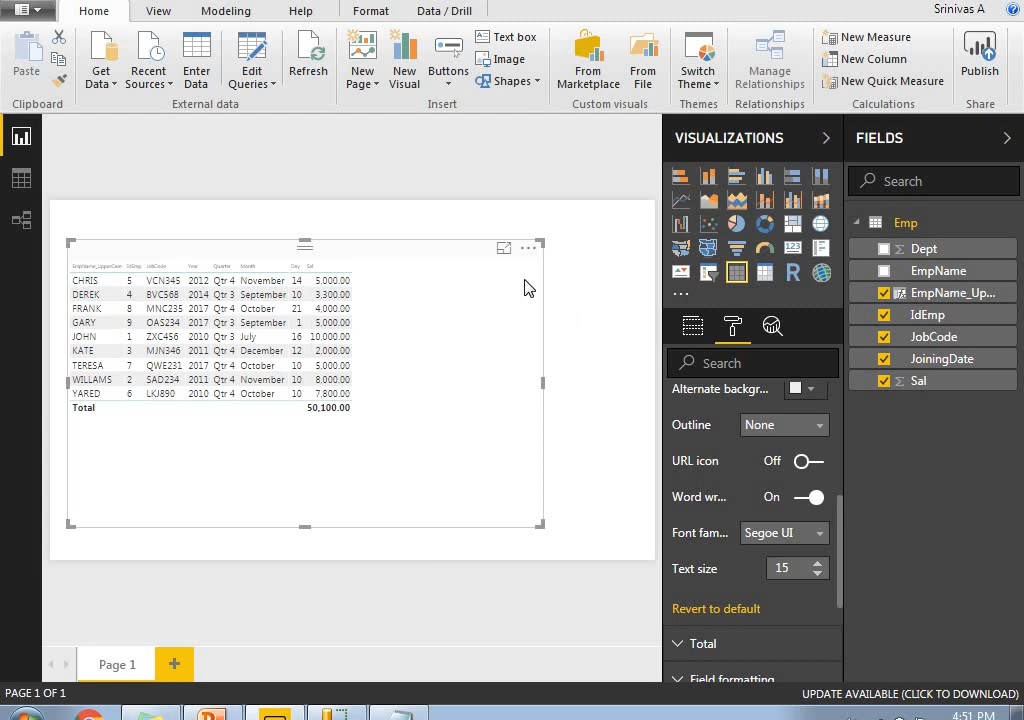 Home View Modeling Help Format Data / Drill Srinivas A
Paste Get Data Recent Sources Enter Data Edit Queries Refresh New Page New Visual Buttons Text box Image Shapes From Marketplace From File Switch Theme Manage Relationships New Measure New Column New Quick Measure Publish
Clipboard External data Insert Custom visuals Themes Relationships Calculations Share
VISUALIZATIONS FIELDS
Search
Emp
Dept
EmpName
EmpName_Up...
IdEmp
JobCode
JoiningDate
Sal
EmpName_UpperCase IdEmp JobCode Year Quarter Month Day Sal
CHRIS 5 VCN345 2012 Qtr 4 November 14 5,000.00
DEREK 4 BVC568 2014 Qtr 3 September 10 3,300.00
FRANK 8 MNC235 2017 Qtr 4 October 21 4,000.00
GARY 9 OAS234 2017 Qtr 3 September 1 5,000.00
JOHN 1 ZXC456 2010 Qtr 3 July 16 10,000.00
KATE 3 MJN346 2011 Qtr 4 December 12 2,000.00
TERESA 7 QWE231 2017 Qtr 4 October 10 5,000.00
WILLAMS 2 SAD234 2011 Qtr 4 November 10 8,000.00
YARED 6 LKJ890 2010 Qtr 4 October 10 7,800.00
Total 50,100.00
Search
Alternate backgr...
Outline None
URL icon Off
Word wr... On
Font fam... Segoe UI
Text size 15
Revert to default
Total
Field formatting
Page 1
PAGE 1 OF 1 UPDATE AVAILABLE (CLICK TO DOWNLOAD)
4:51 PM